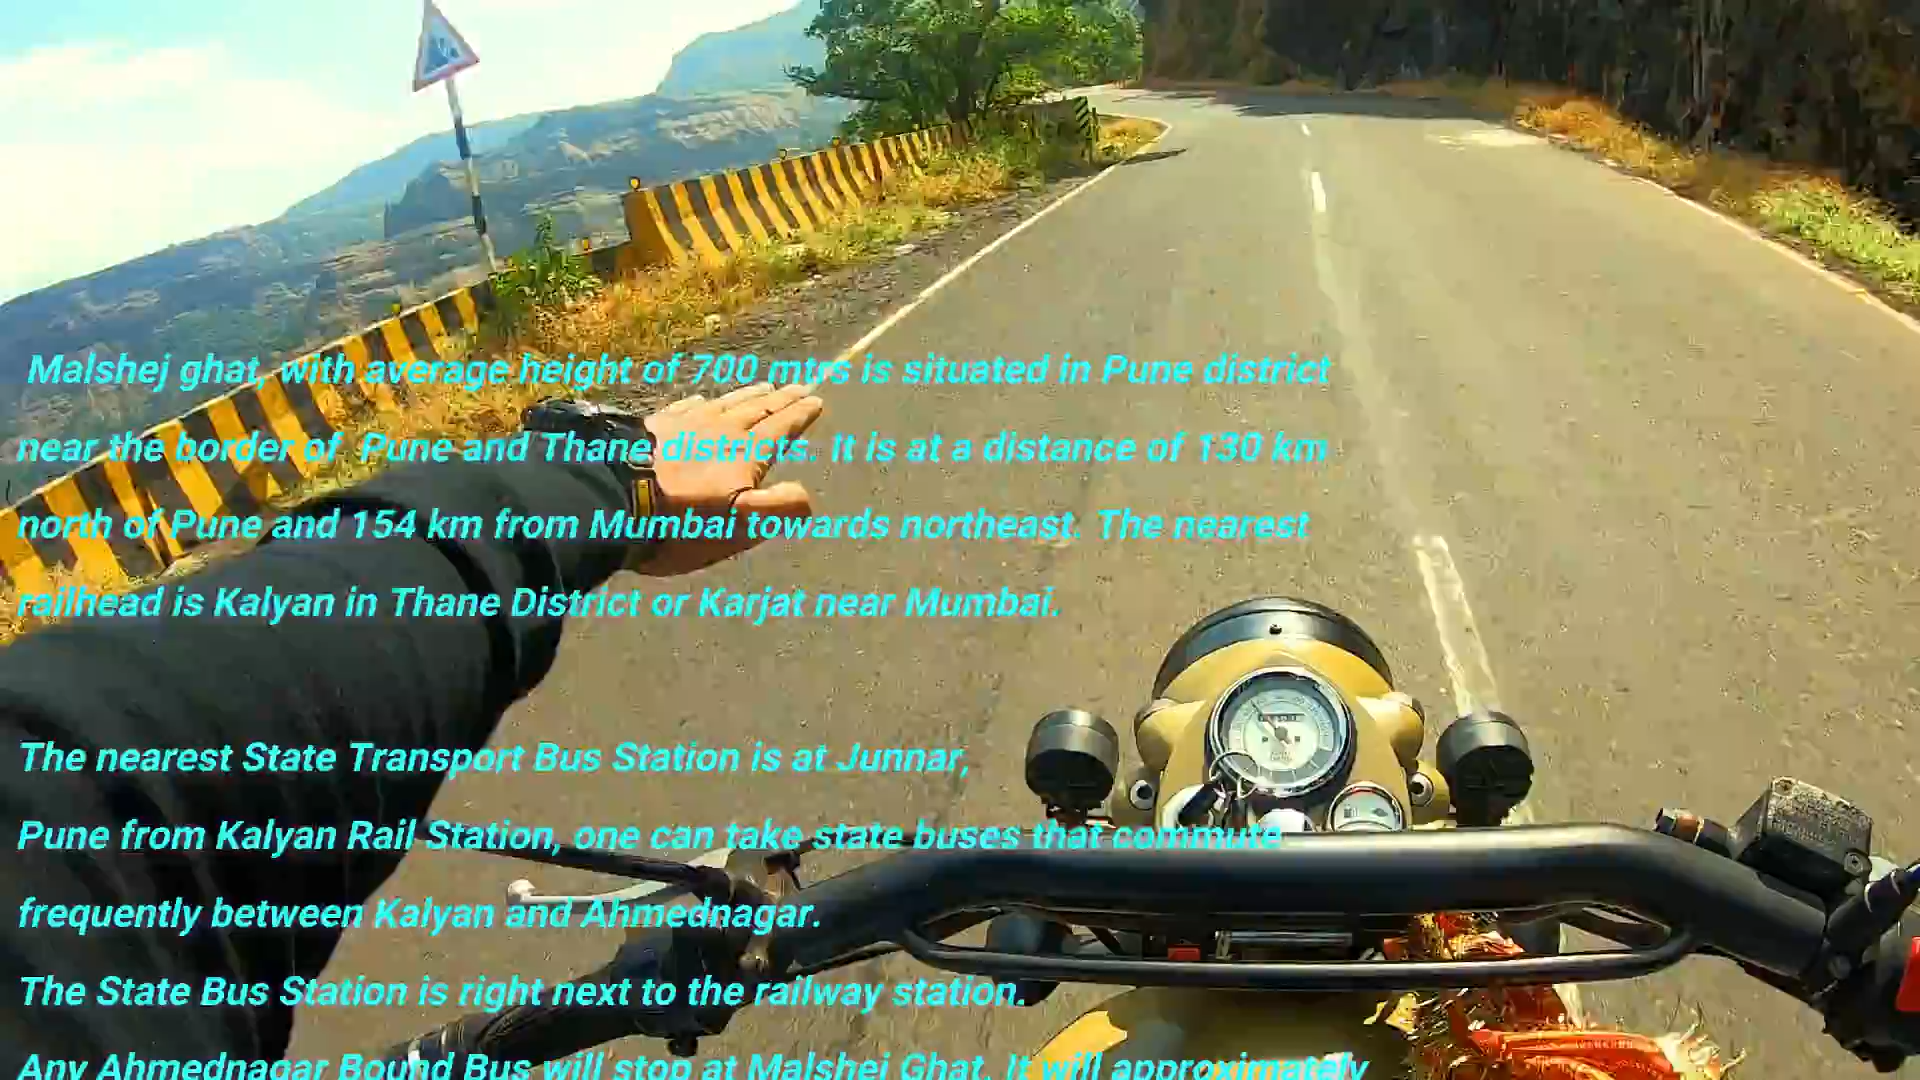 Malshej ghat, with average height of 700 mtrs is situated in Pune district
near the border of Pune and Thane districts. It is at a distance of 130 km
north of Pune and 154 km from Mumbai towards northeast. The nearest
railhead is Kalyan in Thane District or Karjat near Mumbai.
The nearest State Transport Bus Station is at Junnar,
Pune from Kalyan Rail Station, one can take state buses that commute
frequently between Kalyan and Ahmednagar.
The State Bus Station is right next to the railway station.
Any Ahmednagar Bound Bus will stop at Malshej Ghat. It will approximately